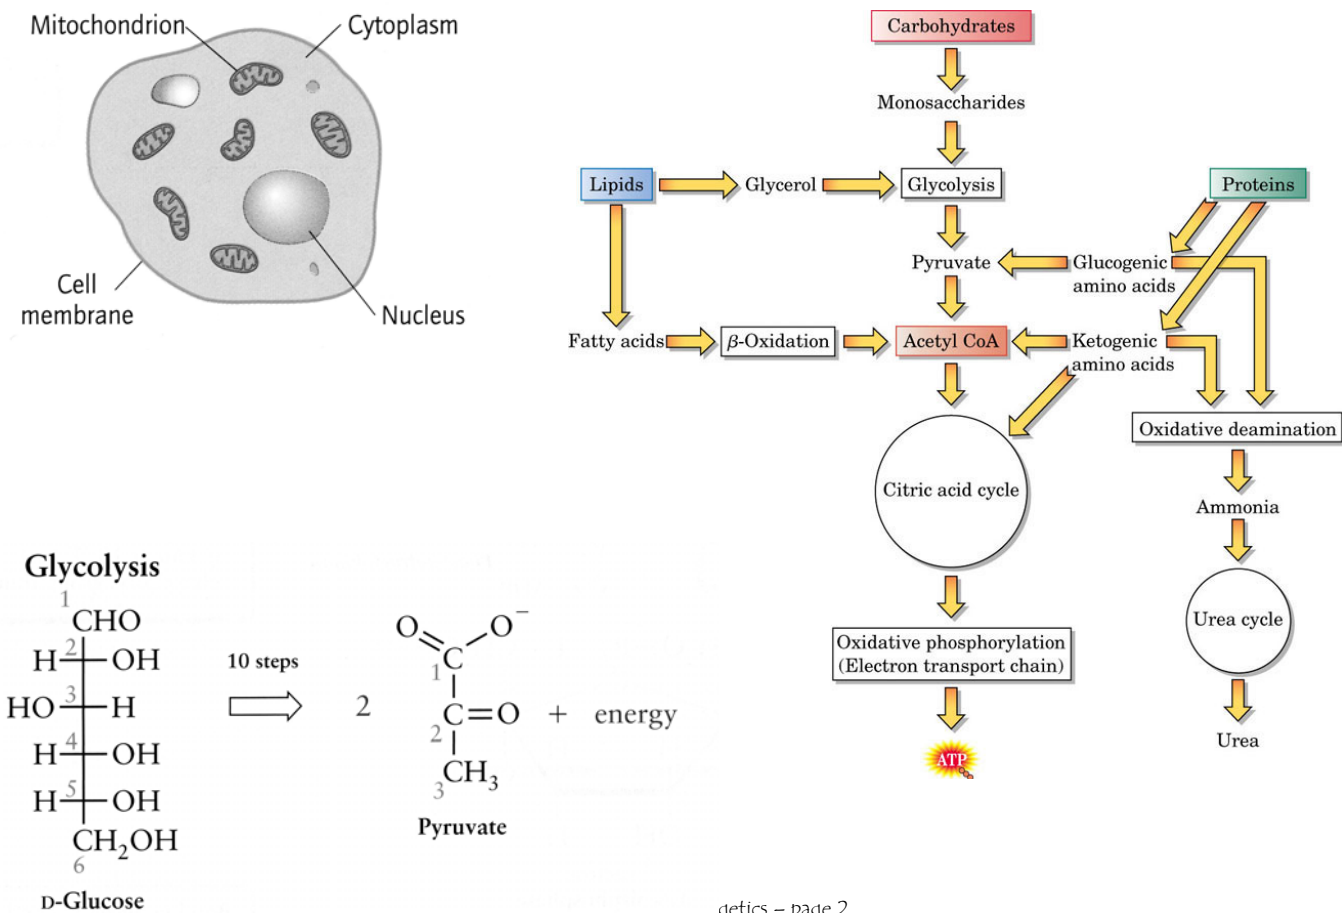 Mitochondrion
Cytoplasm
Cell
membrane
Nucleus
Carbohydrates
Monosaccharides
Lipids
Glycerol
Glycolysis
Proteins
Pyruvate
Glucogenic
amino acids
Fatty acids
β-Oxidation
Acetyl CoA
Ketogenic
amino acids
Citric acid cycle
Oxidative deamination
Ammonia
Urea cycle
Urea
Oxidative phosphorylation
(Electron transport chain)
ATP
Glycolysis
1
CHO
2
H OH
3
HO H
4
H OH
5
H OH
CH₂OH
6
D-Glucose
10 steps
2
O O⁻
C
1
C=O
2
CH₃
3
Pyruvate
+ energy
getics – page 2